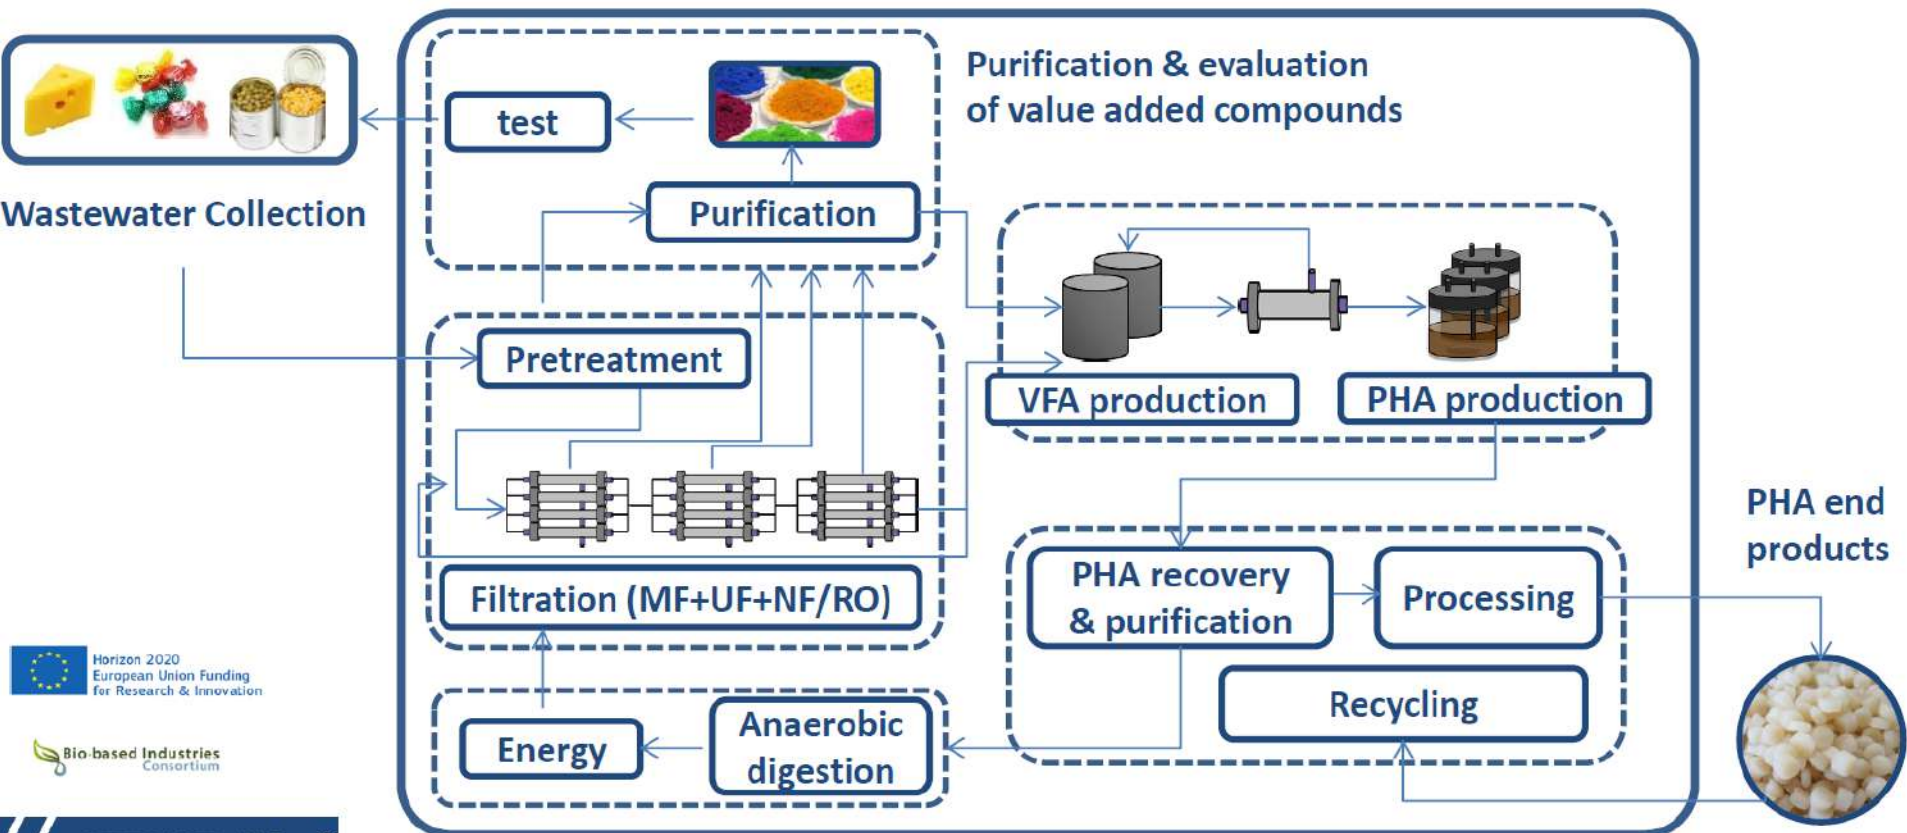 Purification & evaluation
of value added compounds
test
Purification
Wastewater Collection
Pretreatment
VFA production
PHA production
Filtration (MF+UF+NF/RO)
PHA recovery
& purification
Processing
PHA end
products
Recycling
Anaerobic
digestion
Energy
Horizon 2020
European Union Funding
for Research & Innovation
Bio-based Industries
Consortium